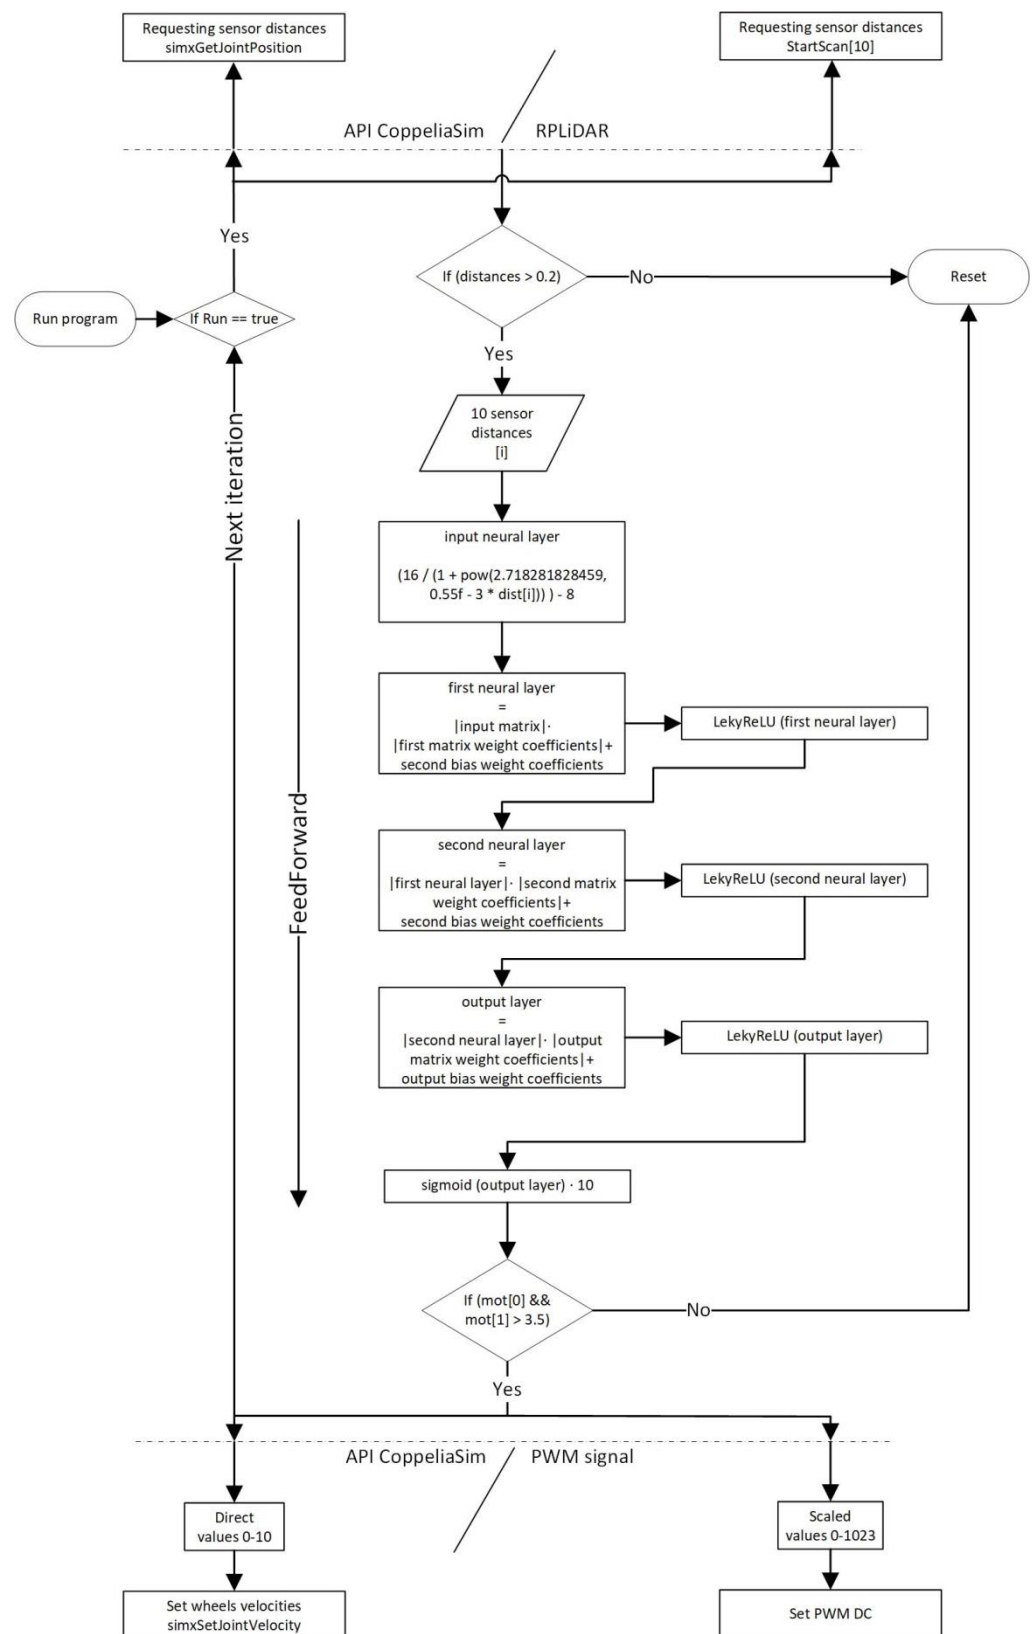 Requesting sensor distances
simxGetJointPosition
Requesting sensor distances
StartScan[10]
API CoppeliaSim
RPLiDAR
Yes
If (distances > 0.2)
No
Reset
Run program
If Run == true
Yes
10 sensor
distances
[i]
Next iteration
input neural layer
(16 / (1 + pow(2.718281828459,
0.55f - 3 * dist[i])) ) - 8
first neural layer
=
|input matrix|·
|first matrix weight coefficients|+
second bias weight coefficients
LekyReLU (first neural layer)
FeedForward
second neural layer
=
|first neural layer|· |second matrix
weight coefficients|+
second bias weight coefficients
LekyReLU (second neural layer)
output layer
=
|second neural layer|· |output
matrix weight coefficients|+
output bias weight coefficients
LekyReLU (output layer)
sigmoid (output layer) · 10
If (mot[0] &&
mot[1] > 3.5)
No
Yes
API CoppeliaSim
PWM signal
Direct
values 0-10
Scaled
values 0-1023
Set wheels velocities
simxSetJointVelocity
Set PWM DC